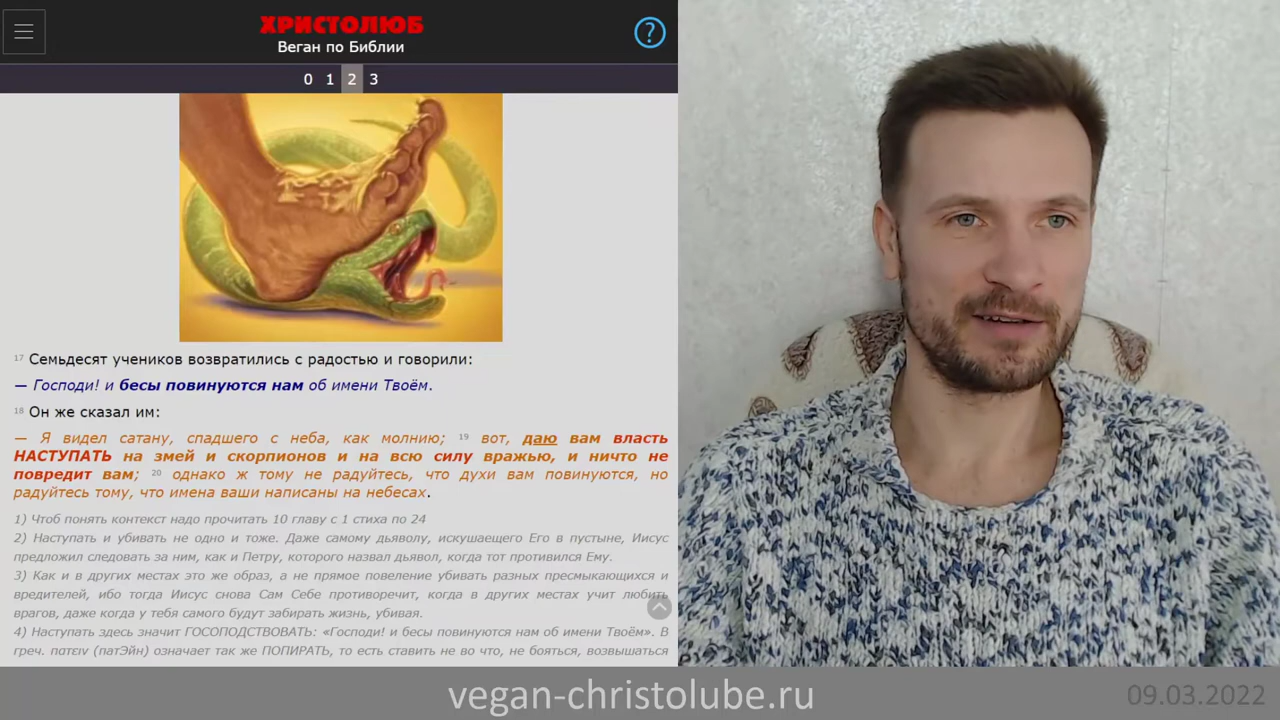 ХРИСТОЛЮБ
Веган по Библии
?
0 1 2 3
17 Семьдесят учеников возвратились с радостью и говорили:
— Господи! и бесы повинуются нам об имени Твоём.
18 Он же сказал им:
— Я видел сатану, спадшего с неба, как молнию; 19 вот, даю вам власть
НАСТУПАТЬ на змей и скорпионов и на всю силу вражью, и ничто не
повредит вам; 20 однако ж тому не радуйтесь, что духи вам повинуются, но
радуйтесь тому, что имена ваши написаны на небесах.
1) Чтоб понять контекст надо прочитать 10 главу с 1 стиха по 24
2) Наступать и убивать не одно и тоже. Даже самому дьяволу, искушающего Его в пустыне, Иисус
предложил следовать за ним, как и Петру, которого назвал дьявол, когда тот противился Ему.
3) Как и в других местах это же образ, а не прямое повеление убивать разных пресмыкающихся и
вредителей, ибо тогда Иисус снова Сам Себе противоречит, когда в других местах учит любить
врагов, даже когда у тебя самого будут забирать жизнь, убивая.
4) Наступать здесь значит ГОСОПОДСТВОВАТЬ: «Господи! и бесы повинуются нам об имени Твоём». В
греч. πατειν (патЭйн) означает так же ПОПИРАТЬ, то есть ставить не во что, не бояться, возвышаться
vegan-christolube.ru
09.03.2022